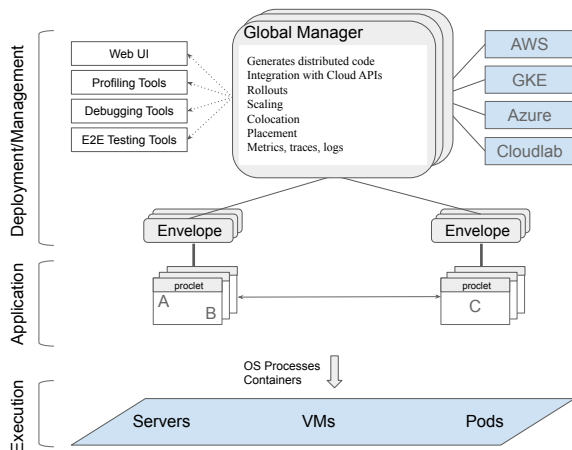 Deployment/Management
Web UI
Profiling Tools
Debugging Tools
E2E Testing Tools
Global Manager
Generates distributed code
Integration with Cloud APIs
Rollouts
Scaling
Colocation
Placement
Metrics, traces, logs
AWS
GKE
Azure
Cloudlab
Envelope
Envelope
Application
proclet
A
B
proclet
C
OS Processes
Containers
Execution
Servers
VMs
Pods